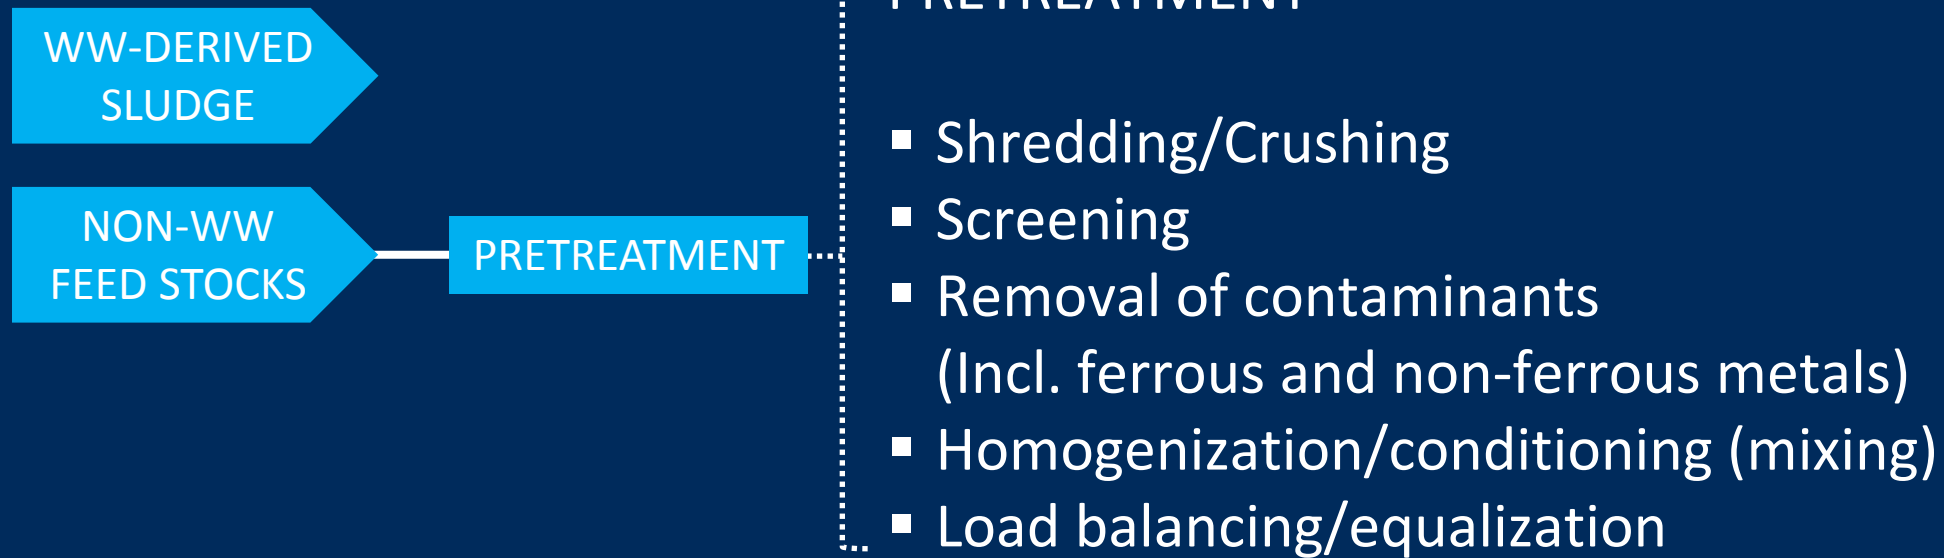 PRETREATMENT
WW-DERIVED
SLUDGE
NON-WW
FEED STOCKS
PRETREATMENT
▪ Shredding/Crushing
▪ Screening
▪ Removal of contaminants
(Incl. ferrous and non-ferrous metals)
▪ Homogenization/conditioning (mixing)
▪ Load balancing/equalization